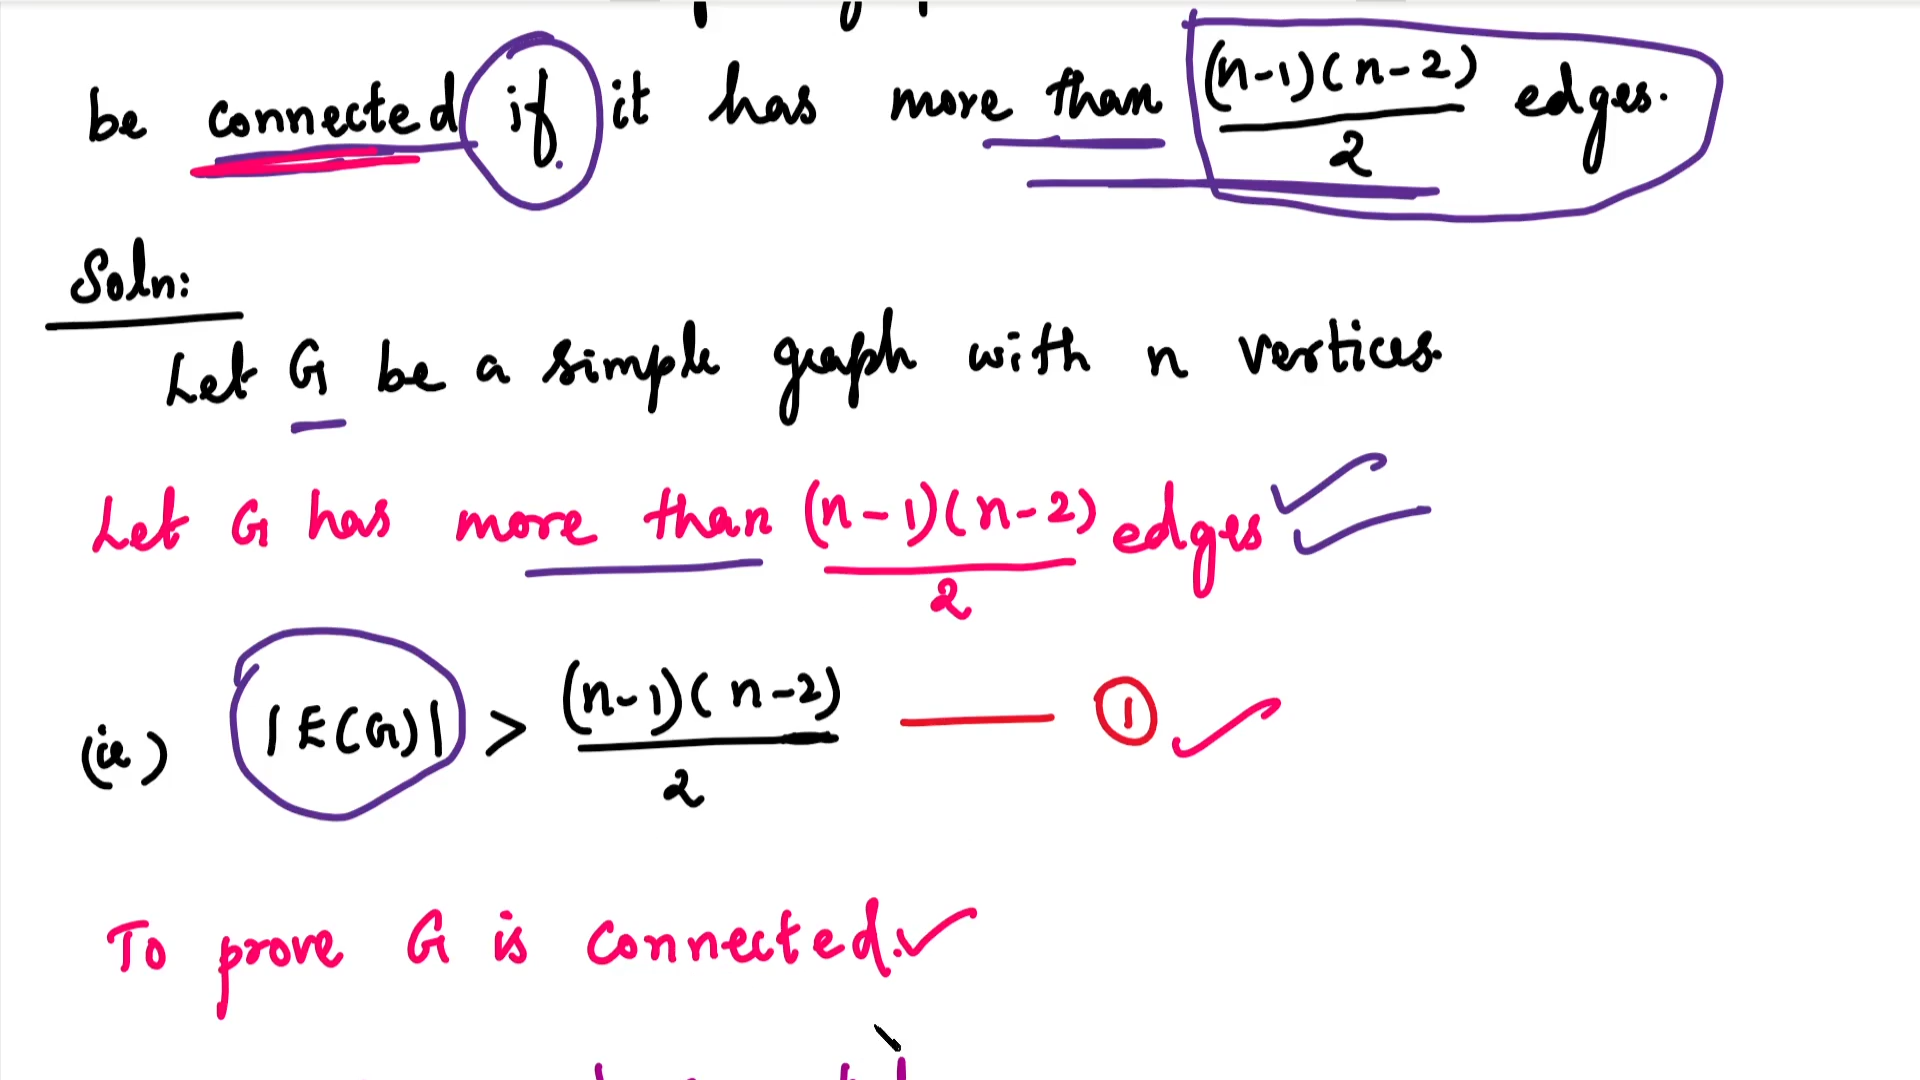 be connected if it has more than (n-1)(n-2)/2 edges.
Soln:
Let G be a simple graph with n vertices.
Let G has more than (n-1)(n-2)/2 edges
(ie) |E(G)| > (n-1)(n-2)/2 — ①
To prove G is connected.